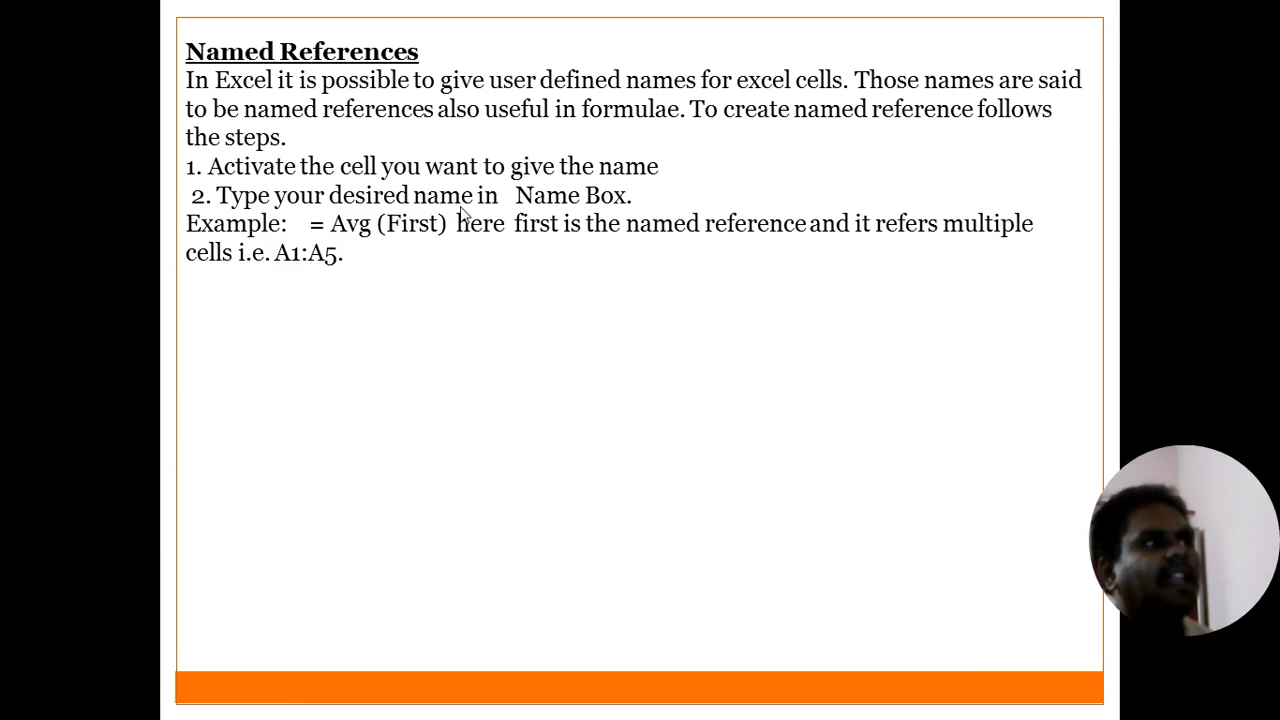 Named References
In Excel it is possible to give user defined names for excel cells. Those names are said
to be named references also useful in formulae. To create named reference follows
the steps.
1. Activate the cell you want to give the name
2. Type your desired name in Name Box.
Example: = Avg (First) here first is the named reference and it refers multiple
cells i.e. A1:A5.